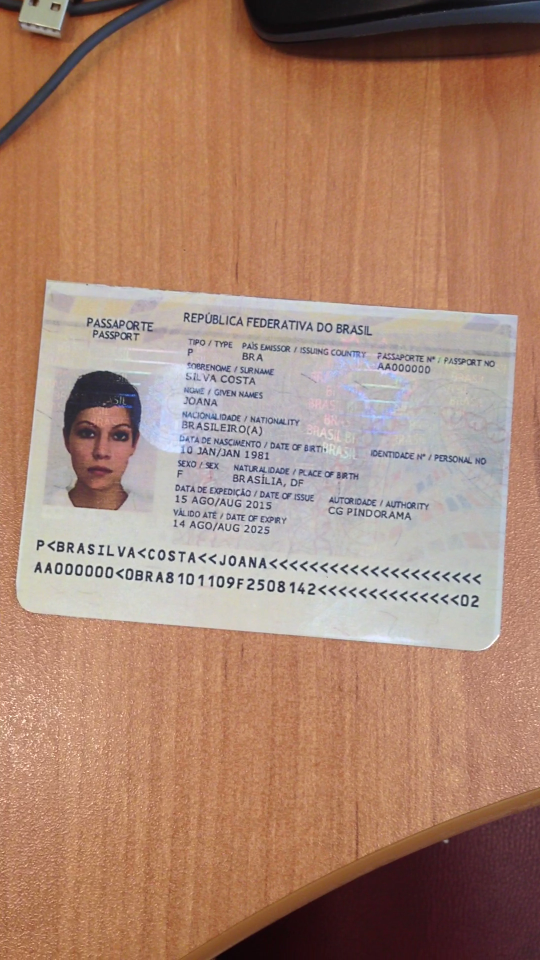 PASSAPORTE
PASSPORT
REPÚBLICA FEDERATIVA DO BRASIL
TIPO / TYPE PAÍS EMISSOR / ISSUING COUNTRY PASSAPORTE Nº / PASSPORT NO
P BRA AA000000
SOBRENOME / SURNAME
SILVA COSTA
NOME / GIVEN NAMES
JOANA
NACIONALIDADE / NATIONALITY
BRASILEIRO(A)
DATA DE NASCIMENTO / DATE OF BIRTH IDENTIDADE Nº / PERSONAL NO
10 JAN/JAN 1981
SEXO / SEX NATURALIDADE / PLACE OF BIRTH
F BRASÍLIA, DF
DATA DE EXPEDIÇÃO / DATE OF ISSUE AUTORIDADE / AUTHORITY
15 AGO/AUG 2015 CG PINDORAMA
VÁLIDO ATÉ / DATE OF EXPIRY
14 AGO/AUG 2025
P<BRASILVA<COSTA<<JOANA<<<<<<<<<<<<<<<<<<<<<
AA000000<0BRA8101109F2508142<<<<<<<<<<<<<<02